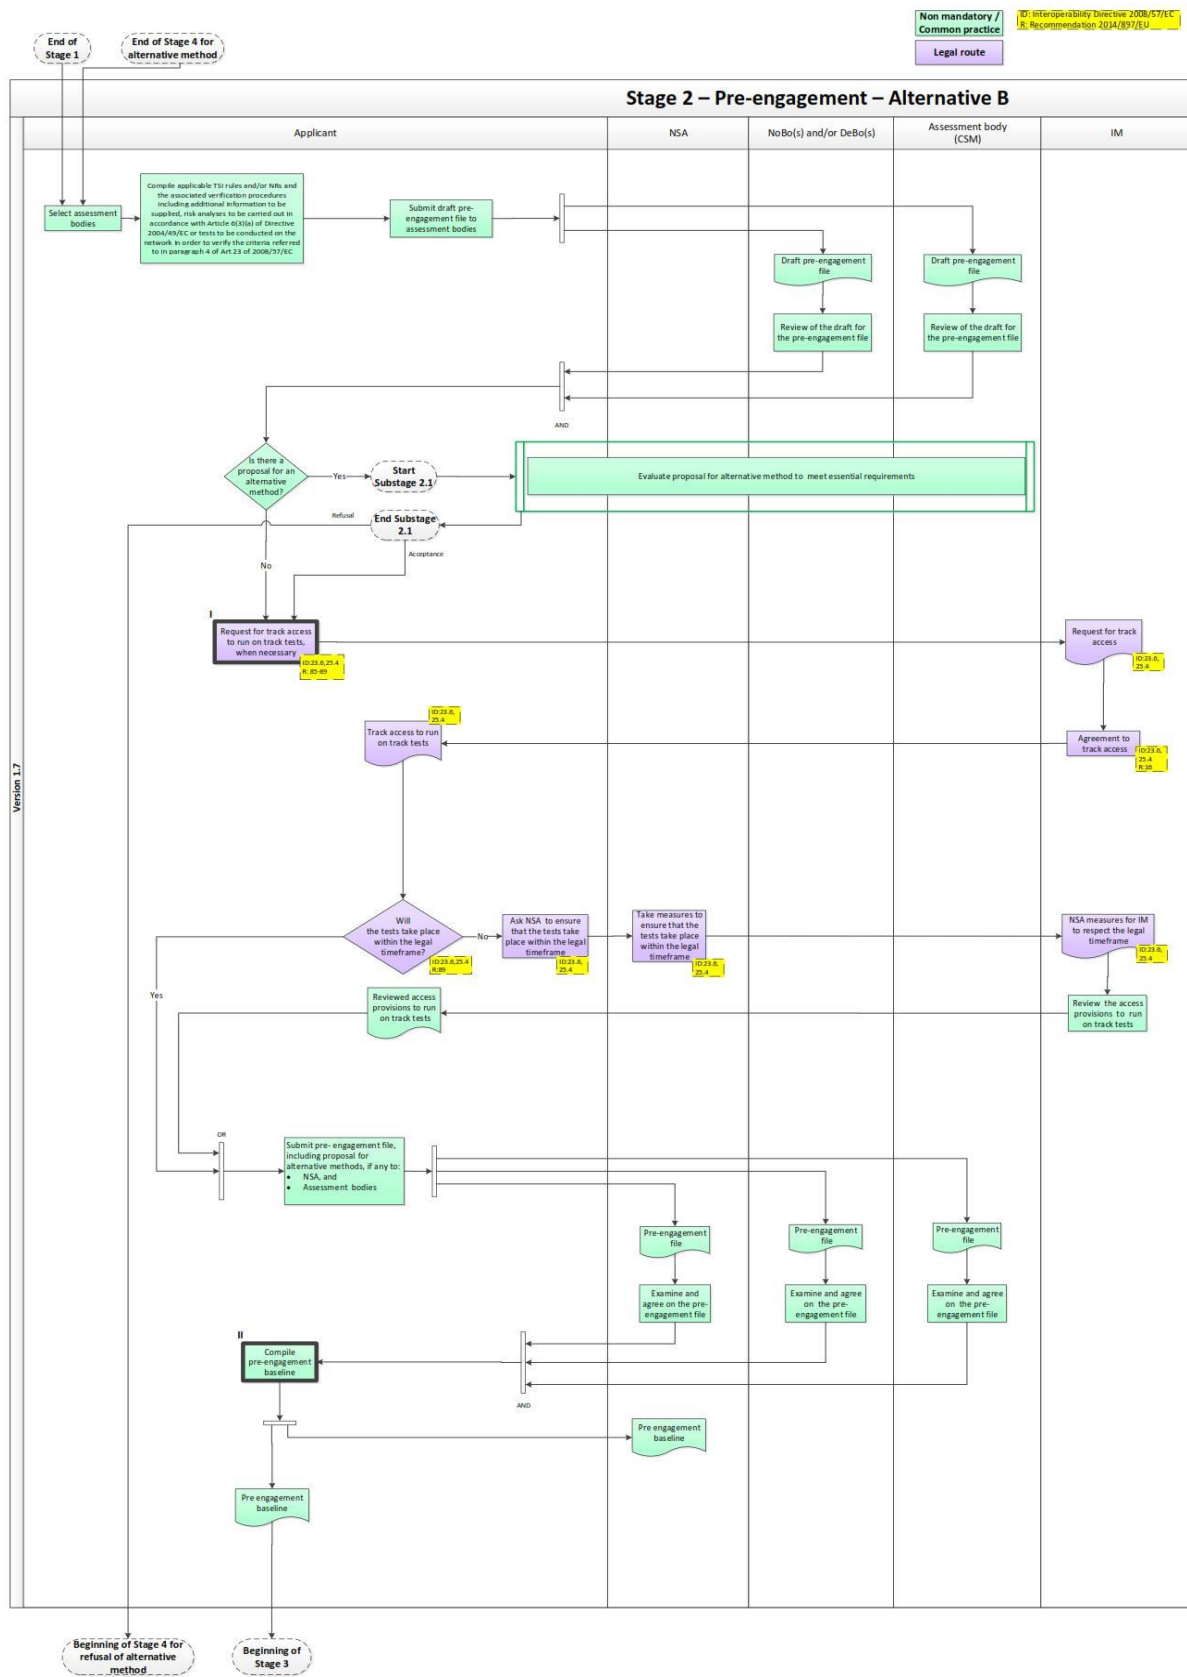 Non mandatory /
Common practice
ID: Interoperability Directive 2008/57/EC
R: Recommendation 2014/897/EU
Legal route
End of
Stage 1
End of Stage 4 for
alternative method
Stage 2 – Pre-engagement – Alternative B
Applicant
NSA
NoBo(s) and/or DeBo(s)
Assessment body
(CSM)
IM
Version 1.7
Select assessment
bodies
Compile applicable TSI rules and/or NRs and
the associated verification procedures
including additional information to be
supplied, risk analyses to be carried out in
accordance with Article 6(3)(a) of Directive
2004/49/EC or tests to be conducted on the
network in order to verify the criteria referred
to in paragraph 4 of Art 23 of 2008/57/EC
Submit draft pre-
engagement file to
assessment bodies
Draft pre-engagement
file
Draft pre-engagement
file
Review of the draft for
the pre-engagement file
Review of the draft for
the pre-engagement file
AND
Is there a
proposal for an
alternative
method?
Yes
Start
Substage 2.1
Evaluate proposal for alternative method to meet essential requirements
Refusal
End Substage
2.1
Acceptance
No
I
Request for track access
to run on track tests,
when necessary
ID:23.6,25.4
R: 85-89
Request for track
access
ID:23.6,
25.4
ID:23.6,
25.4
Track access to run
on track tests
Agreement to
track access
ID:23.6,
25.4
R:16
Will
the tests take place
within the legal
timeframe?
ID:23.6,25.4
R:89
No
Ask NSA to ensure
that the tests take
place within the legal
timeframe
ID:23.6,
25.4
Take measures to
ensure that the
tests take place
within the legal
timeframe
ID:23.6,
25.4
NSA measures for IM
to respect the legal
timeframe
ID:23.6,
25.4
Yes
Reviewed access
provisions to run
on track tests
Review the access
provisions to run
on track tests
OR
Submit pre- engagement file,
including proposal for
alternative methods, if any to:
• NSA, and
• Assessment bodies
Pre-engagement
file
Pre-engagement
file
Pre-engagement
file
Examine and
agree on the pre-
engagement file
Examine and agree
on the pre-
engagement file
Examine and agree
on the pre-
engagement file
II
Compile
pre-engagement
baseline
AND
Pre engagement
baseline
Pre engagement
baseline
Beginning of Stage 4 for
refusal of alternative
method
Beginning of
Stage 3